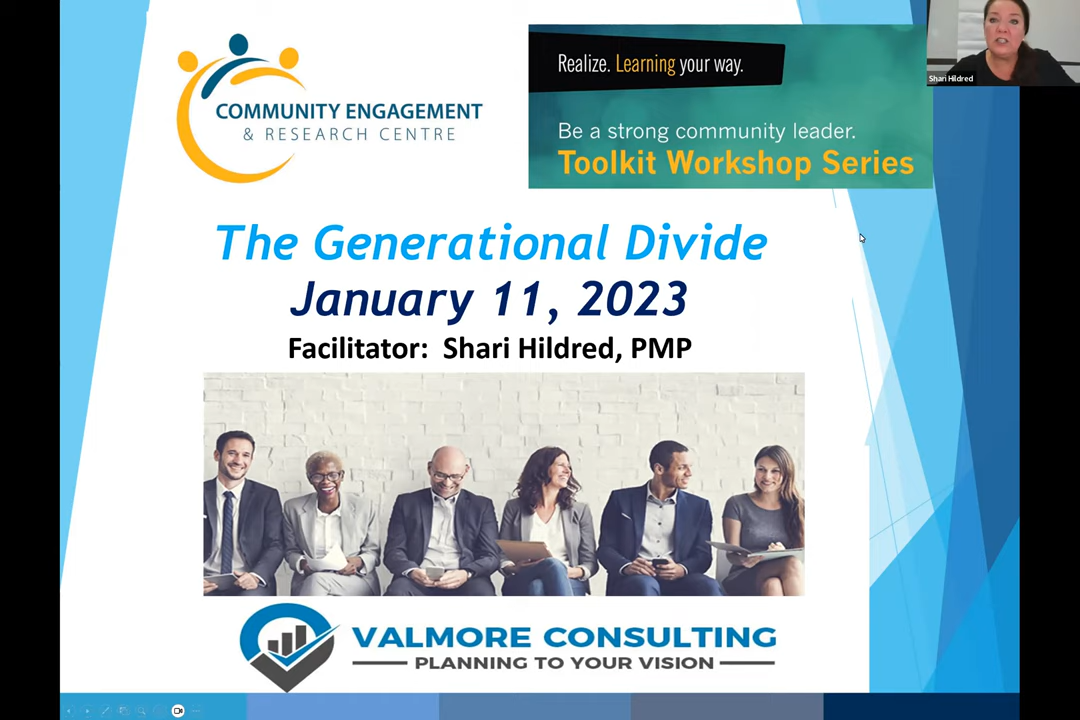 COMMUNITY ENGAGEMENT
& RESEARCH CENTRE
Realize. Learning your way.
Be a strong community leader.
Toolkit Workshop Series
Shari Hildred
The Generational Divide
January 11, 2023
Facilitator: Shari Hildred, PMP
VALMORE CONSULTING
PLANNING TO YOUR VISION